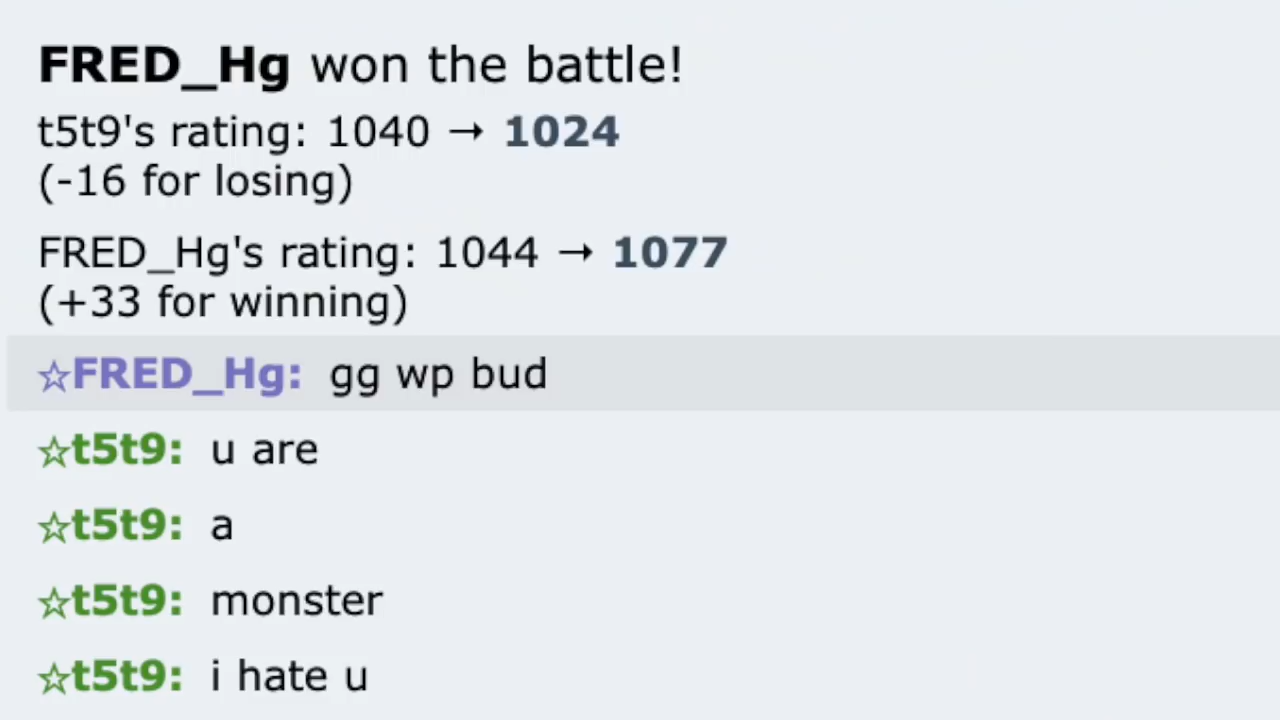 FRED_Hg won the battle!
t5t9's rating: 1040 → 1024
(-16 for losing)
FRED_Hg's rating: 1044 → 1077
(+33 for winning)
☆FRED_Hg: gg wp bud
☆t5t9: u are
☆t5t9: a
☆t5t9: monster
☆t5t9: i hate u